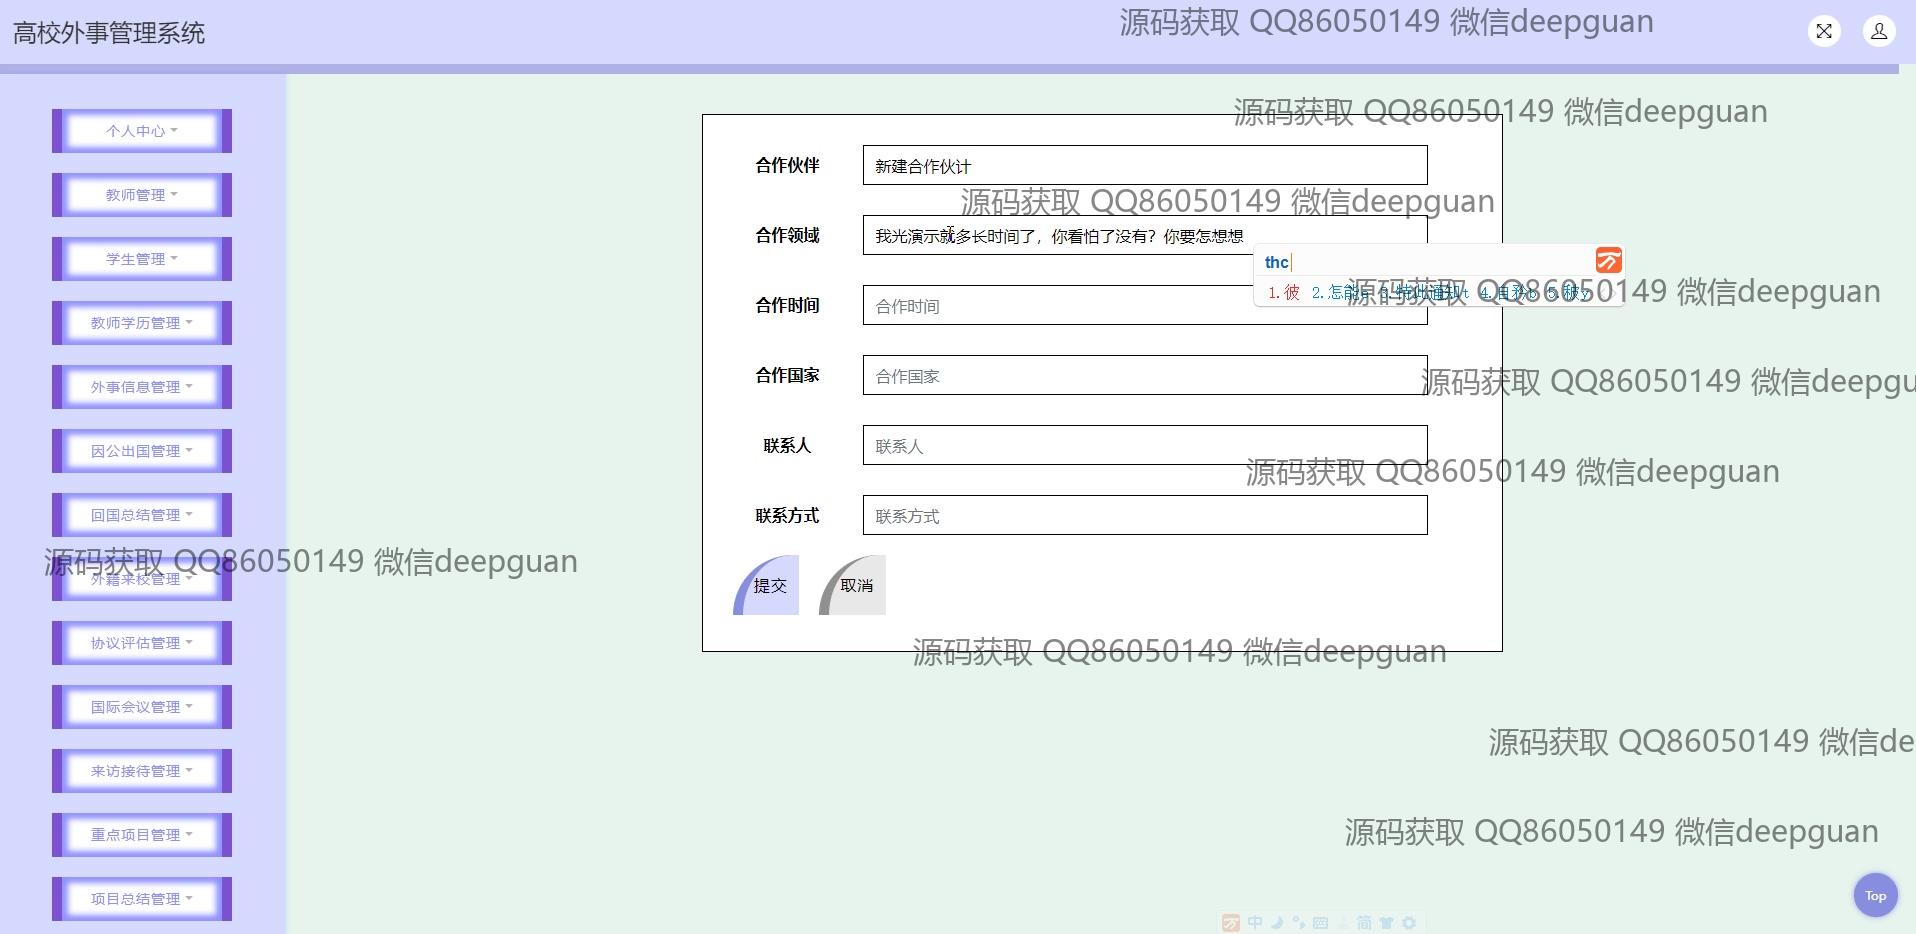 高校外事管理系统
源码获取 QQ86050149 微信deepguan
个人中心
教师管理
学生管理
教师学历管理
外事信息管理
因公出国管理
回国总结管理
外籍来校管理
协议评估管理
国际会议管理
来访接待管理
重点项目管理
项目总结管理
源码获取 QQ86050149 微信deepguan
源码获取 QQ86050149 微信deepguan
合作伙伴 新建合作伙计
源码获取 QQ86050149 微信deepguan
合作领域 我光演示就多长时间了，你看怕了没有？你要怎想想
thc
1.彼 2.怎能
源码获取 QQ86050149 微信deepguan
合作时间 合作时间
合作国家 合作国家
源码获取 QQ86050149 微信deepgu
联系人 联系人
源码获取 QQ86050149 微信deepguan
联系方式 联系方式
提交 取消
源码获取 QQ86050149 微信deepguan
源码获取 QQ86050149 微信de
源码获取 QQ86050149 微信deepguan
Top
中 简